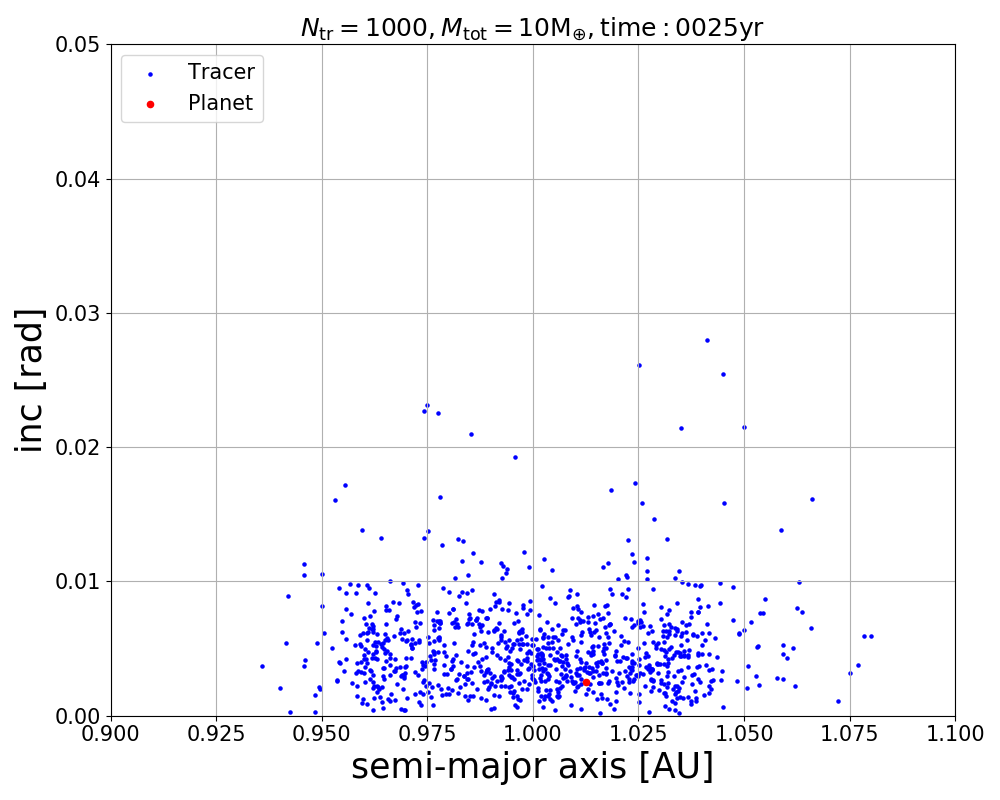 N_tr = 1000, M_tot = 10M_⊕, time : 0025yr
0.05
Tracer
Planet
0.04
0.03
0.02
0.01
0.00
inc [rad]
0.900 0.925 0.950 0.975 1.000 1.025 1.050 1.075 1.100
semi-major axis [AU]